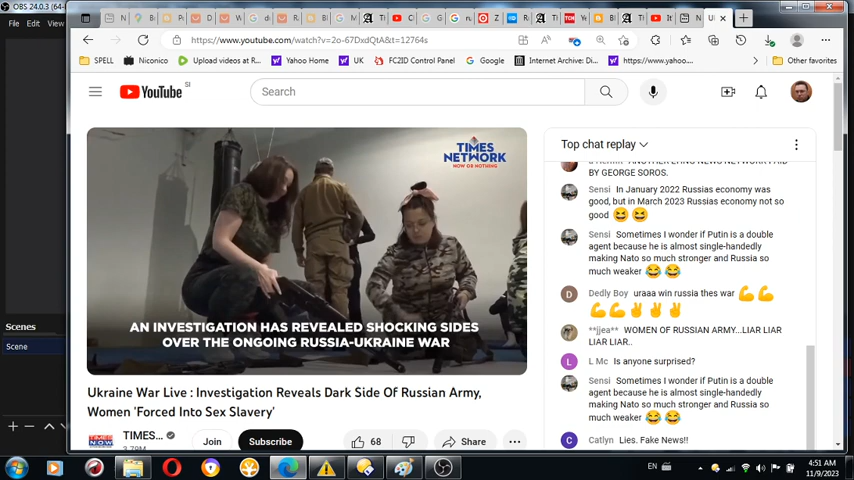 OBS 24.0.3 (64-
File Edit
https://www.youtube.com/watch?v=2o-67DxdQtA&t=12764s
SPELL Niconico Upload videos at R... Yahoo Home UK FC2ID Control Panel Google Internet Archive: Di... https://www.yahoo.... Other favorites
YouTube SI
Search
TIMES NETWORK
NOW OR NOTHING
AN INVESTIGATION HAS REVEALED SHOCKING SIDES
OVER THE ONGOING RUSSIA-UKRAINE WAR
Ukraine War Live : Investigation Reveals Dark Side Of Russian Army,
Women 'Forced Into Sex Slavery'
TIMES NOW
TIMES...
Join
Subscribe
68
Share
Top chat replay
BY GEORGE SOROS.
Sensi In January 2022 Russias economy was
good, but in March 2023 Russias economy not so
good 😆 😆
Sensi Sometimes I wonder if Putin is a double
agent because he is almost single-handedly
making Nato so much stronger and Russia so
much weaker 😂 😂
Dedly Boy uraaa win russia thes war 💪 💪
💪 💪 ✌ ✌ ✌
**jjea** WOMEN OF RUSSIAN ARMY...LIAR LIAR
LIAR LIAR..
L Mc Is anyone surprised?
Sensi Sometimes I wonder if Putin is a double
agent because he is almost single-handedly
making Nato so much stronger and Russia so
much weaker 😂 😂
Catlyn Lies. Fake News!!
Scenes
Scene
EN
4:51 AM
11/9/2023